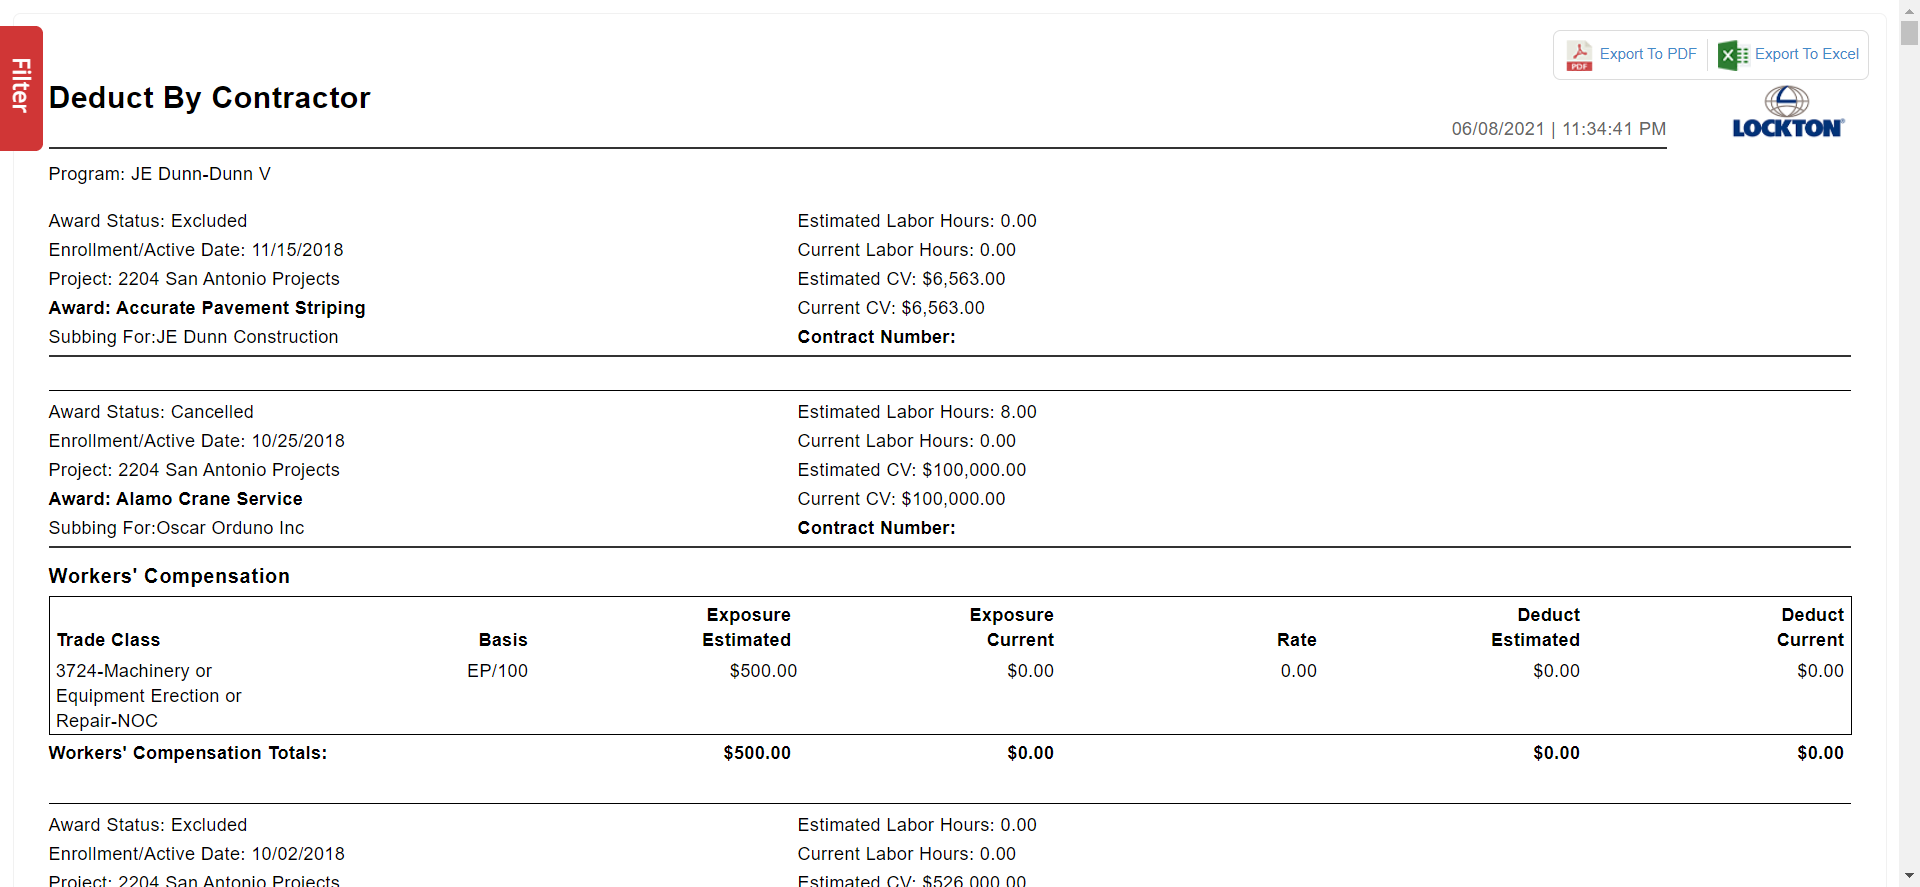 Filter
Export To PDF
Export To Excel
Deduct By Contractor
06/08/2021 | 11:34:41 PM
LOCKTON
Program: JE Dunn-Dunn V
Award Status: Excluded
Estimated Labor Hours: 0.00
Enrollment/Active Date: 11/15/2018
Current Labor Hours: 0.00
Project: 2204 San Antonio Projects
Estimated CV: $6,563.00
Award: Accurate Pavement Striping
Current CV: $6,563.00
Subbing For:JE Dunn Construction
Contract Number:
Award Status: Cancelled
Estimated Labor Hours: 8.00
Enrollment/Active Date: 10/25/2018
Current Labor Hours: 0.00
Project: 2204 San Antonio Projects
Estimated CV: $100,000.00
Award: Alamo Crane Service
Current CV: $100,000.00
Subbing For:Oscar Orduno Inc
Contract Number:
Workers' Compensation
Exposure Exposure Deduct Deduct
Trade Class Basis Estimated Current Rate Estimated Current
3724-Machinery or EP/100 $500.00 $0.00 0.00 $0.00 $0.00
Equipment Erection or
Repair-NOC
Workers' Compensation Totals: $500.00 $0.00 $0.00 $0.00
Award Status: Excluded
Estimated Labor Hours: 0.00
Enrollment/Active Date: 10/02/2018
Current Labor Hours: 0.00
Project: 2204 San Antonio Projects
Estimated CV: $526,000.00